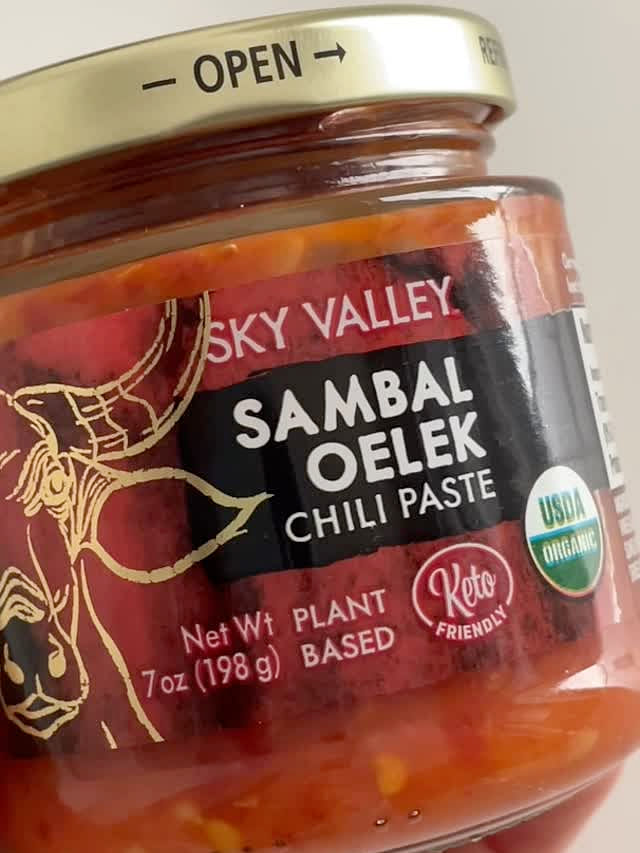 — OPEN →
SKY VALLEY
SAMBAL
OELEK
CHILI PASTE
USDA
ORGANIC
Keto
FRIENDLY
Net Wt
7oz (198 g)
PLANT
BASED